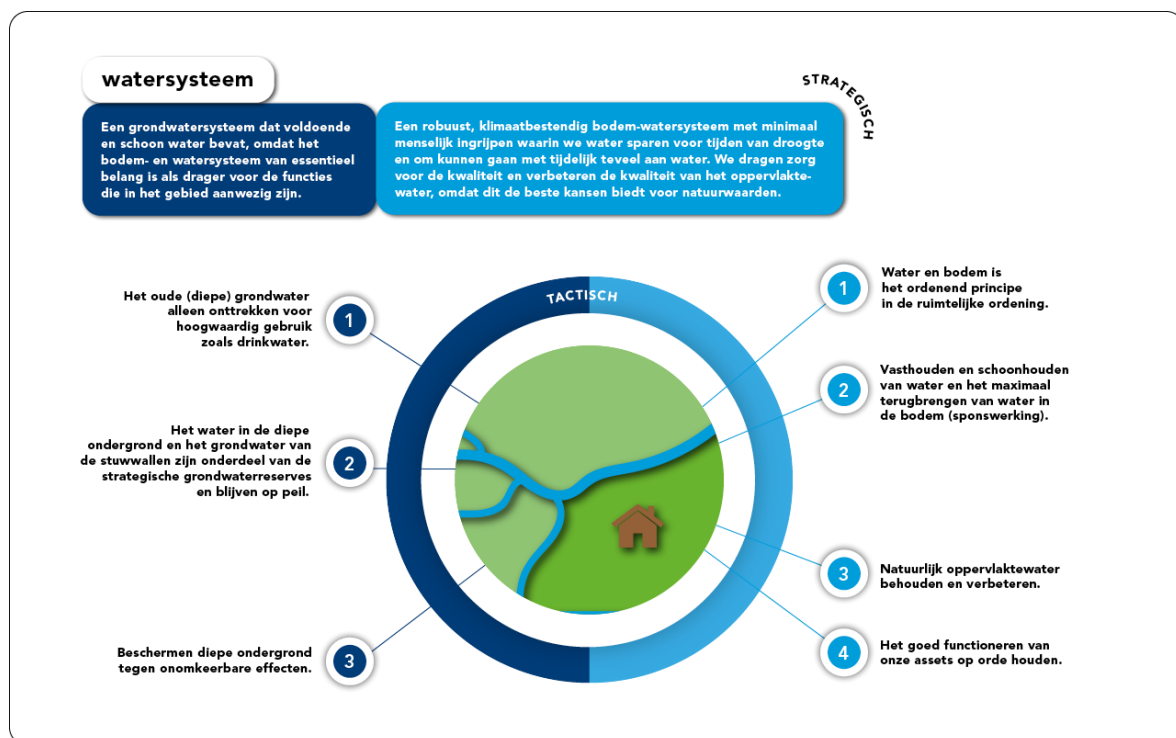 watersysteem
STRATEGISCH
Een grondwatersysteem dat voldoende
en schoon water bevat, omdat het
bodem- en watersysteem van essentieel
belang is als drager voor de functies
die in het gebied aanwezig zijn.
Een robuust, klimaatbestendig bodem-watersysteem met minimaal
menselijk ingrijpen waarin we water sparen voor tijden van droogte
en om kunnen gaan met tijdelijk teveel aan water. We dragen zorg
voor de kwaliteit en verbeteren de kwaliteit van het oppervlakte-
water, omdat dit de beste kansen biedt voor natuurwaarden.
TACTISCH
Het oude (diepe) grondwater
alleen onttrekken voor
hoogwaardig gebruik
zoals drinkwater.
1
Het water in de diepe
ondergrond en het grondwater van
de stuwwallen zijn onderdeel van de
strategische grondwaterreserves
en blijven op peil.
2
Beschermen diepe ondergrond
tegen onomkeerbare effecten.
3
1
Water en bodem is
het ordenend principe
in de ruimtelijke ordening.
2
Vasthouden en schoonhouden
van water en het maximaal
terugbrengen van water in
de bodem (sponswerking).
3
Natuurlijk oppervlaktewater
behouden en verbeteren.
4
Het goed functioneren van
onze assets op orde houden.